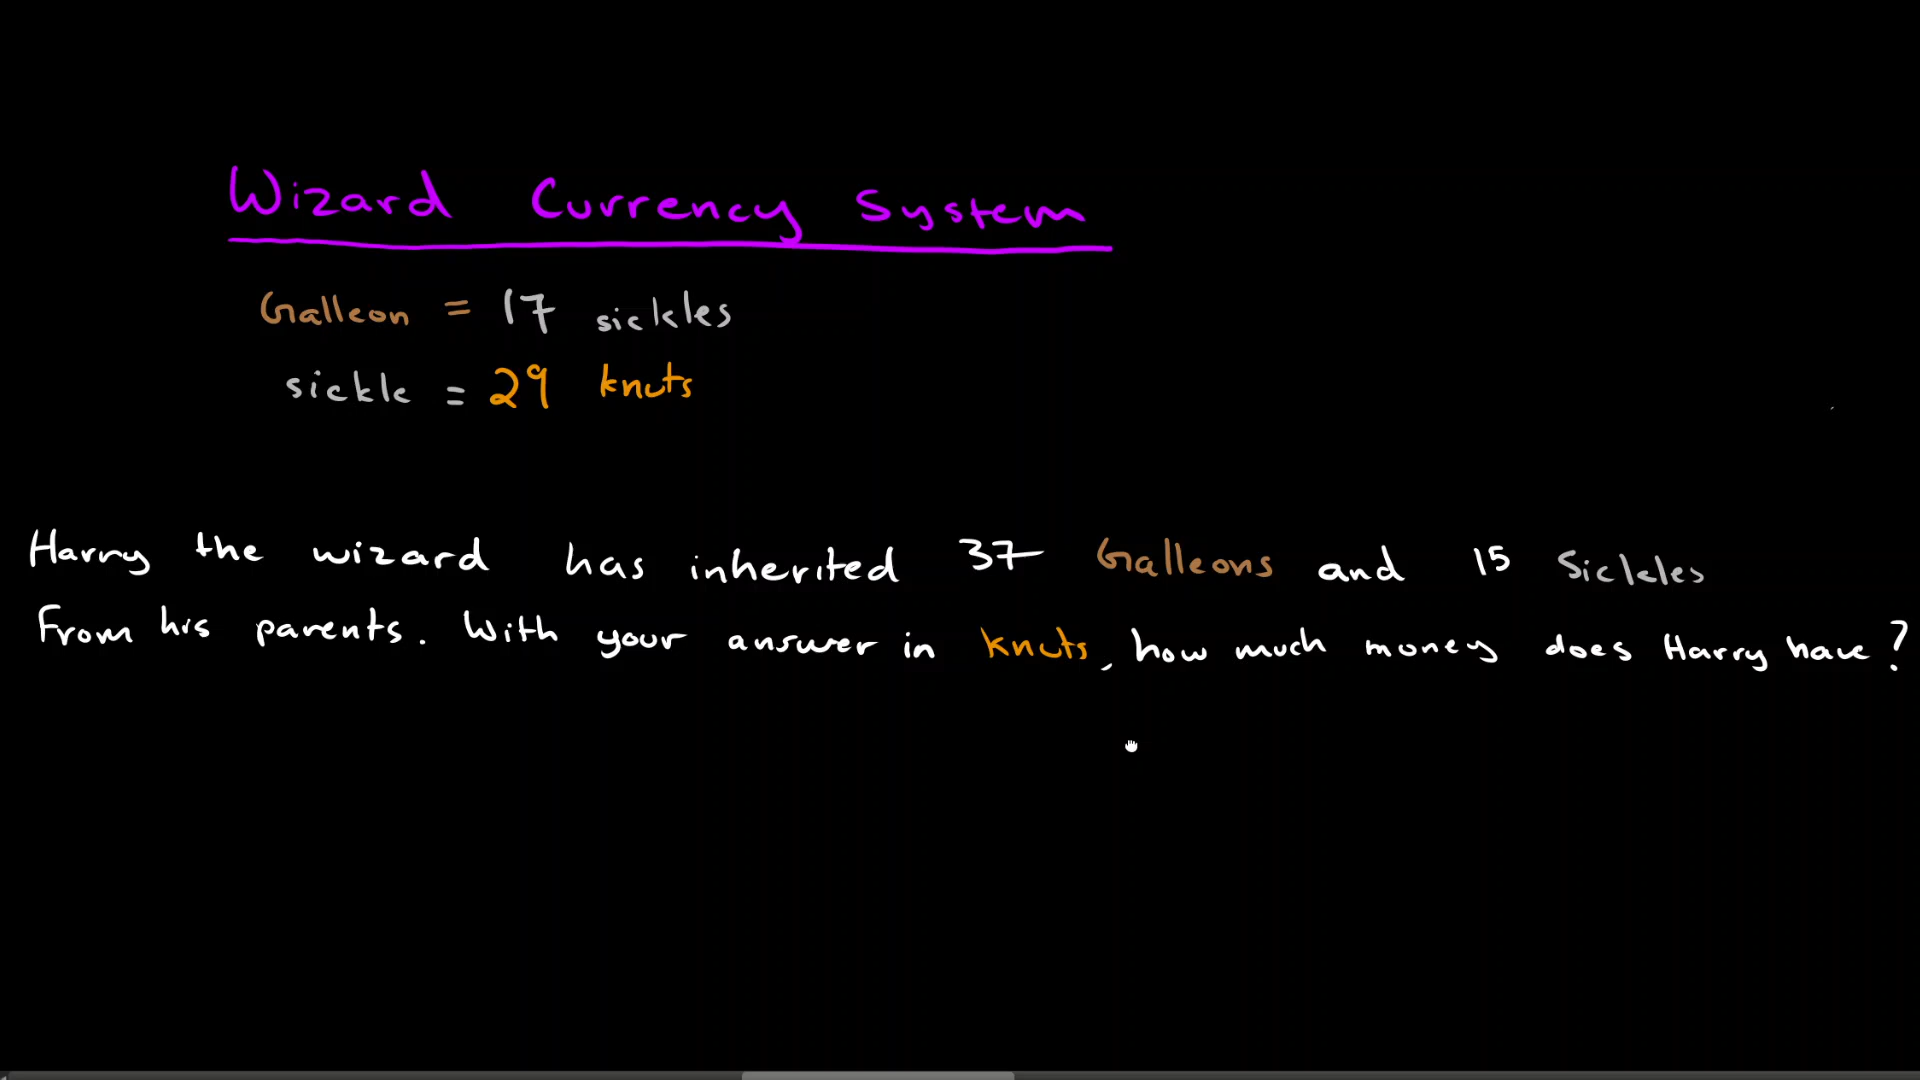 Wizard Currency System
Galleon = 17 sickles
sickle = 29 knuts
Harry the wizard has inherited 37 Galleons and 15 Sickles
From his parents. With your answer in knuts, how much money does Harry have?